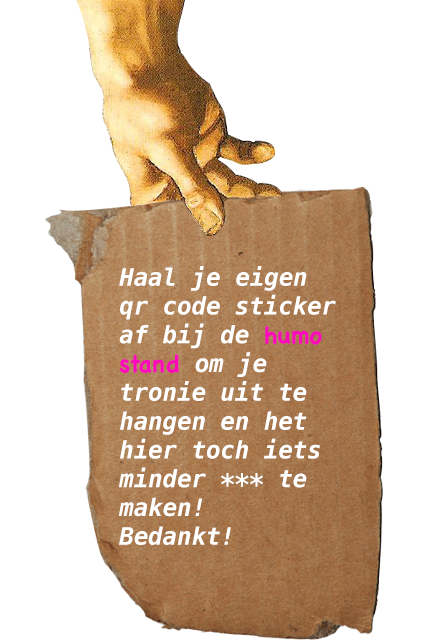 Haal je eigen
qr code sticker
af bij de humo
stand om je
tronie uit te
hangen en het
hier toch iets
minder *** te
maken!
Bedankt!